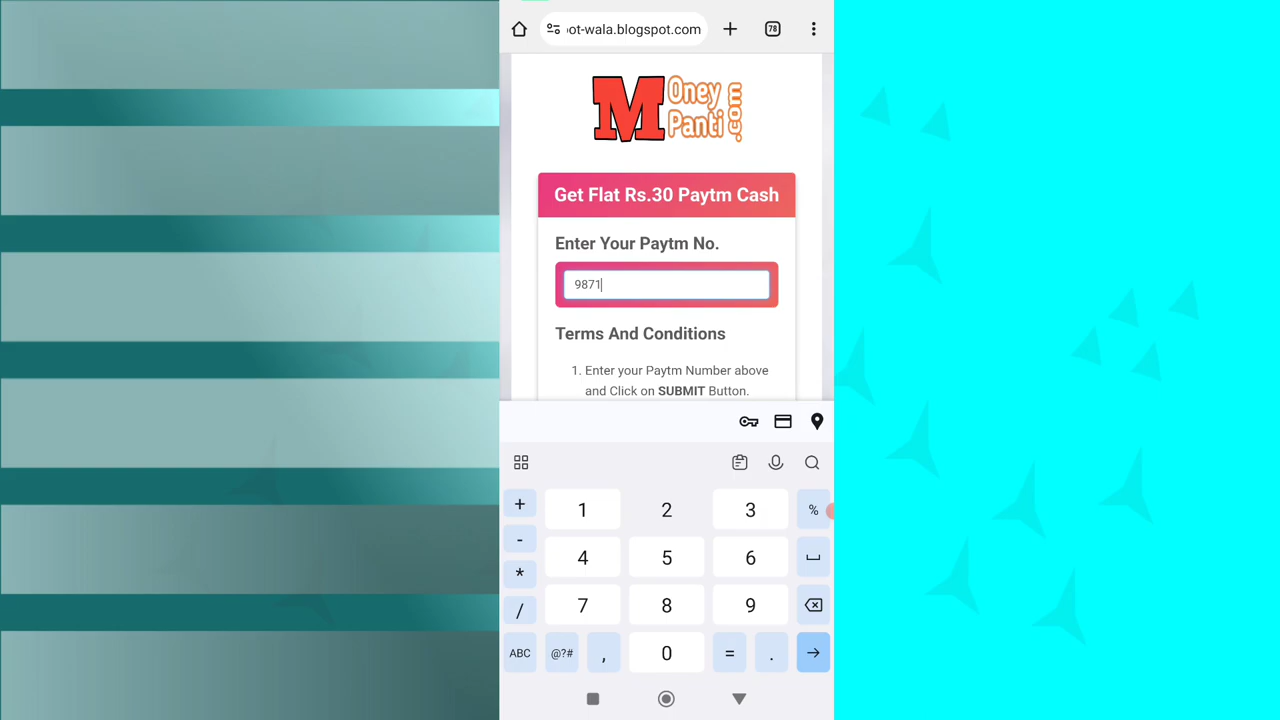 ot-wala.blogspot.com
78
Money
Panti
.com
Get Flat Rs.30 Paytm Cash
Enter Your Paytm No.
9871
Terms And Conditions
1. Enter your Paytm Number above
and Click on SUBMIT Button.
+ 1 2 3 %
-
4 5 6
*
7 8 9
/
ABC @?# , 0 = .